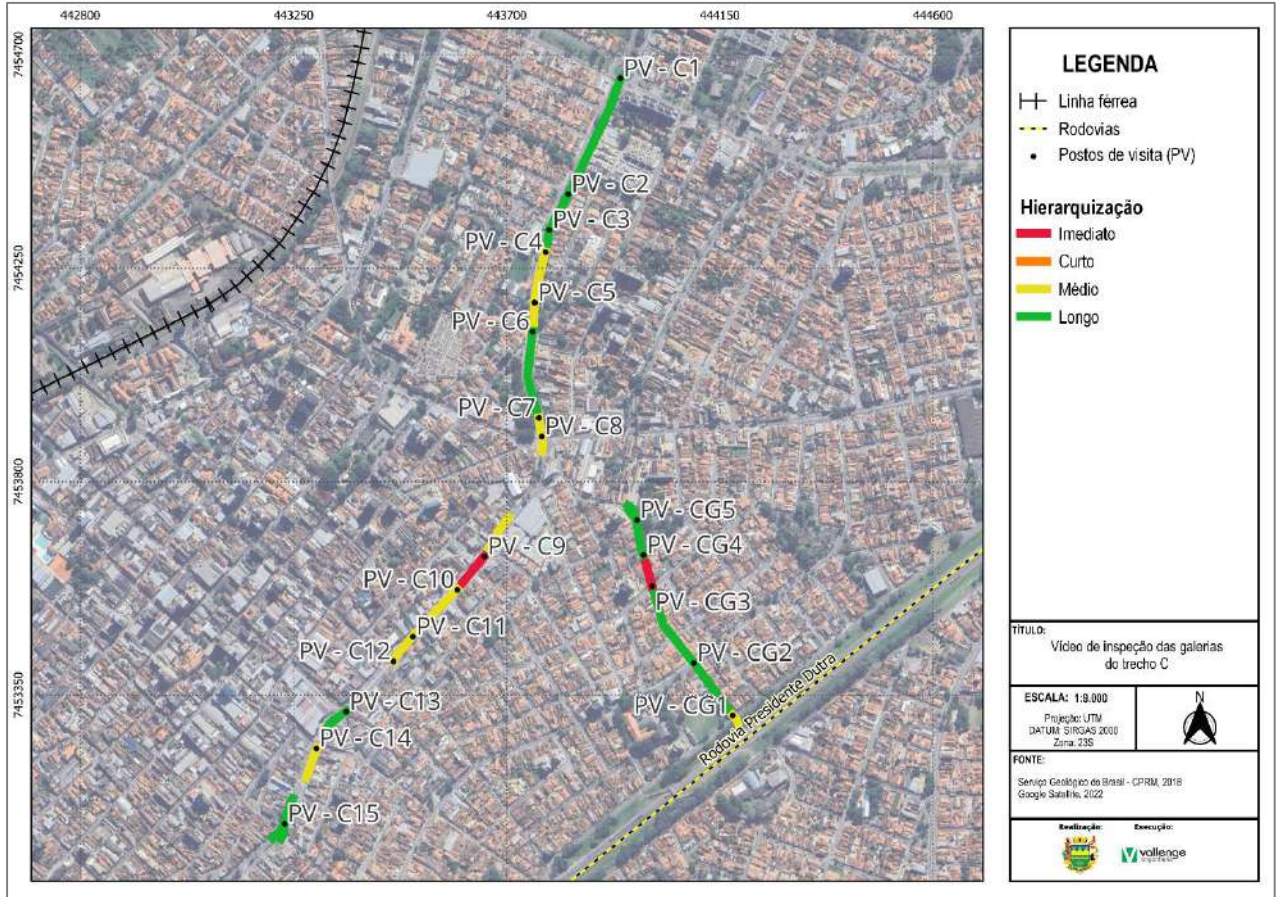 442800 443250 443700 444150 444600
7454700
7454250
7453800
7453350
PV - C1
PV - C2
PV - C3
PV - C4
PV - C5
PV - C6
PV - C7
PV - C8
PV - CG5
PV - C9
PV - CG4
PV - C10
PV - CG3
PV - C11
PV - C12
PV - CG2
PV - C13
PV - CG1
PV - C14
PV - C15
Rodovia Presidente Dutra
LEGENDA
Linha férrea
Rodovias
Postos de visita (PV)
Hierarquização
Imediato
Curto
Médio
Longo
TÍTULO:
Vídeo de inspeção das galerias
do trecho C
ESCALA: 1:9.000
Projeção: UTM
DATUM: SIRGAS 2000
Zona: 23S
N
FONTE:
Serviço Geológico do Brasil - CPRM, 2018
Google Satellite, 2022
Realização: Execução:
vallenge
engenharia